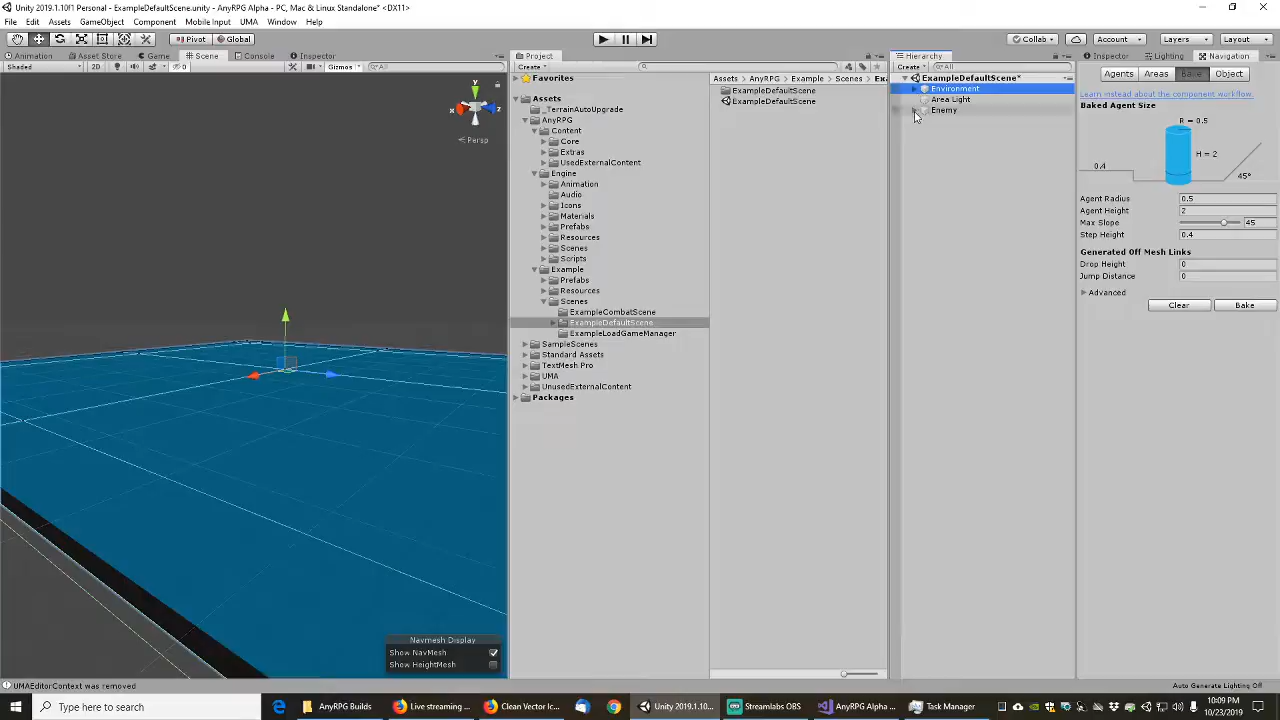 Unity 2019.1.10f1 Personal - ExampleDefaultScene.unity - AnyRPG Alpha - PC, Mac & Linux Standalone* <DX11>
File Edit Assets GameObject Component Mobile Input UMA Window Help
Pivot Global Collab Account Layers Layout
Animation Asset Store Game Scene Console Inspector Project Hierarchy Inspector Lighting Navigation
Shaded 2D Gizmos All Create Create All
Favorites
Assets AnyRPG Example Scenes Ex
Assets
_TerrainAutoUpgrade
AnyRPG
Content
Core
Extras
UsedExternalContent
Engine
Animation
Audio
Icons
Materials
Prefabs
Resources
Scenes
Scripts
Example
Prefabs
Resources
Scenes
ExampleCombatScene
ExampleDefaultScene
ExampleLoadGameManager
SampleScenes
Standard Assets
TextMesh Pro
UMA
UnusedExternalContent
Packages
ExampleDefaultScene
ExampleDefaultScene
ExampleDefaultScene*
Environment
Area Light
Enemy
Agents Areas Bake Object
Learn instead about the component workflow.
Baked Agent Size
R = 0.5
H = 2
0.4
45°
Agent Radius 0.5
Agent Height 2
Max Slope 45
Step Height 0.4
Generated Off Mesh Links
Drop Height 0
Jump Distance 0
Advanced
Clear Bake
y
x
z
Persp
Navmesh Display
Show NavMesh
Show HeightMesh
UMAEditorContext was removed
Auto Generate Lighting Off
Type here to search
AnyRPG Builds
Live streaming ...
Clean Vector Ic...
Unity 2019.1.10...
Streamlabs OBS
AnyRPG Alpha ...
Task Manager
10:09 PM
10/23/2019